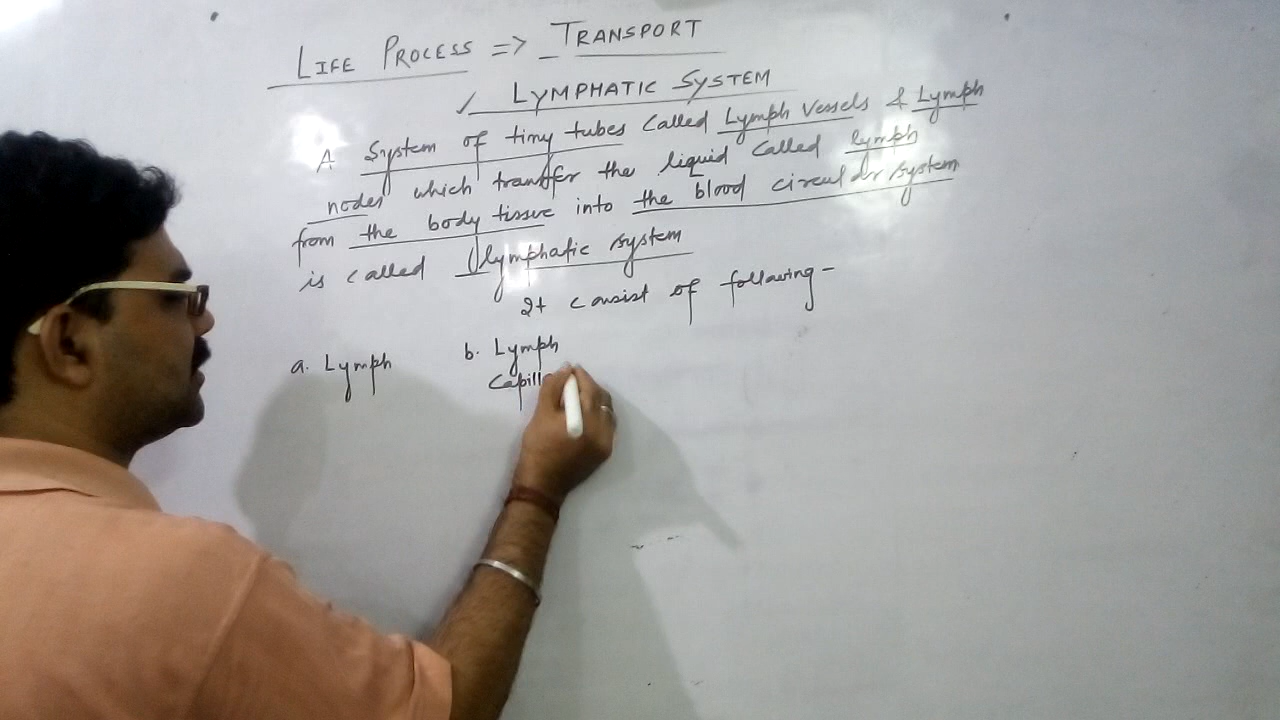 LIFE PROCESS => TRANSPORT
✓ LYMPHATIC SYSTEM
A System of tiny tubes called Lymph Vessels & Lymph
nodes which transfer the liquid called lymph
from the body tissue into the blood circular system
is called lymphatic system
It consist of following -
a. Lymph b. Lymph
Capill